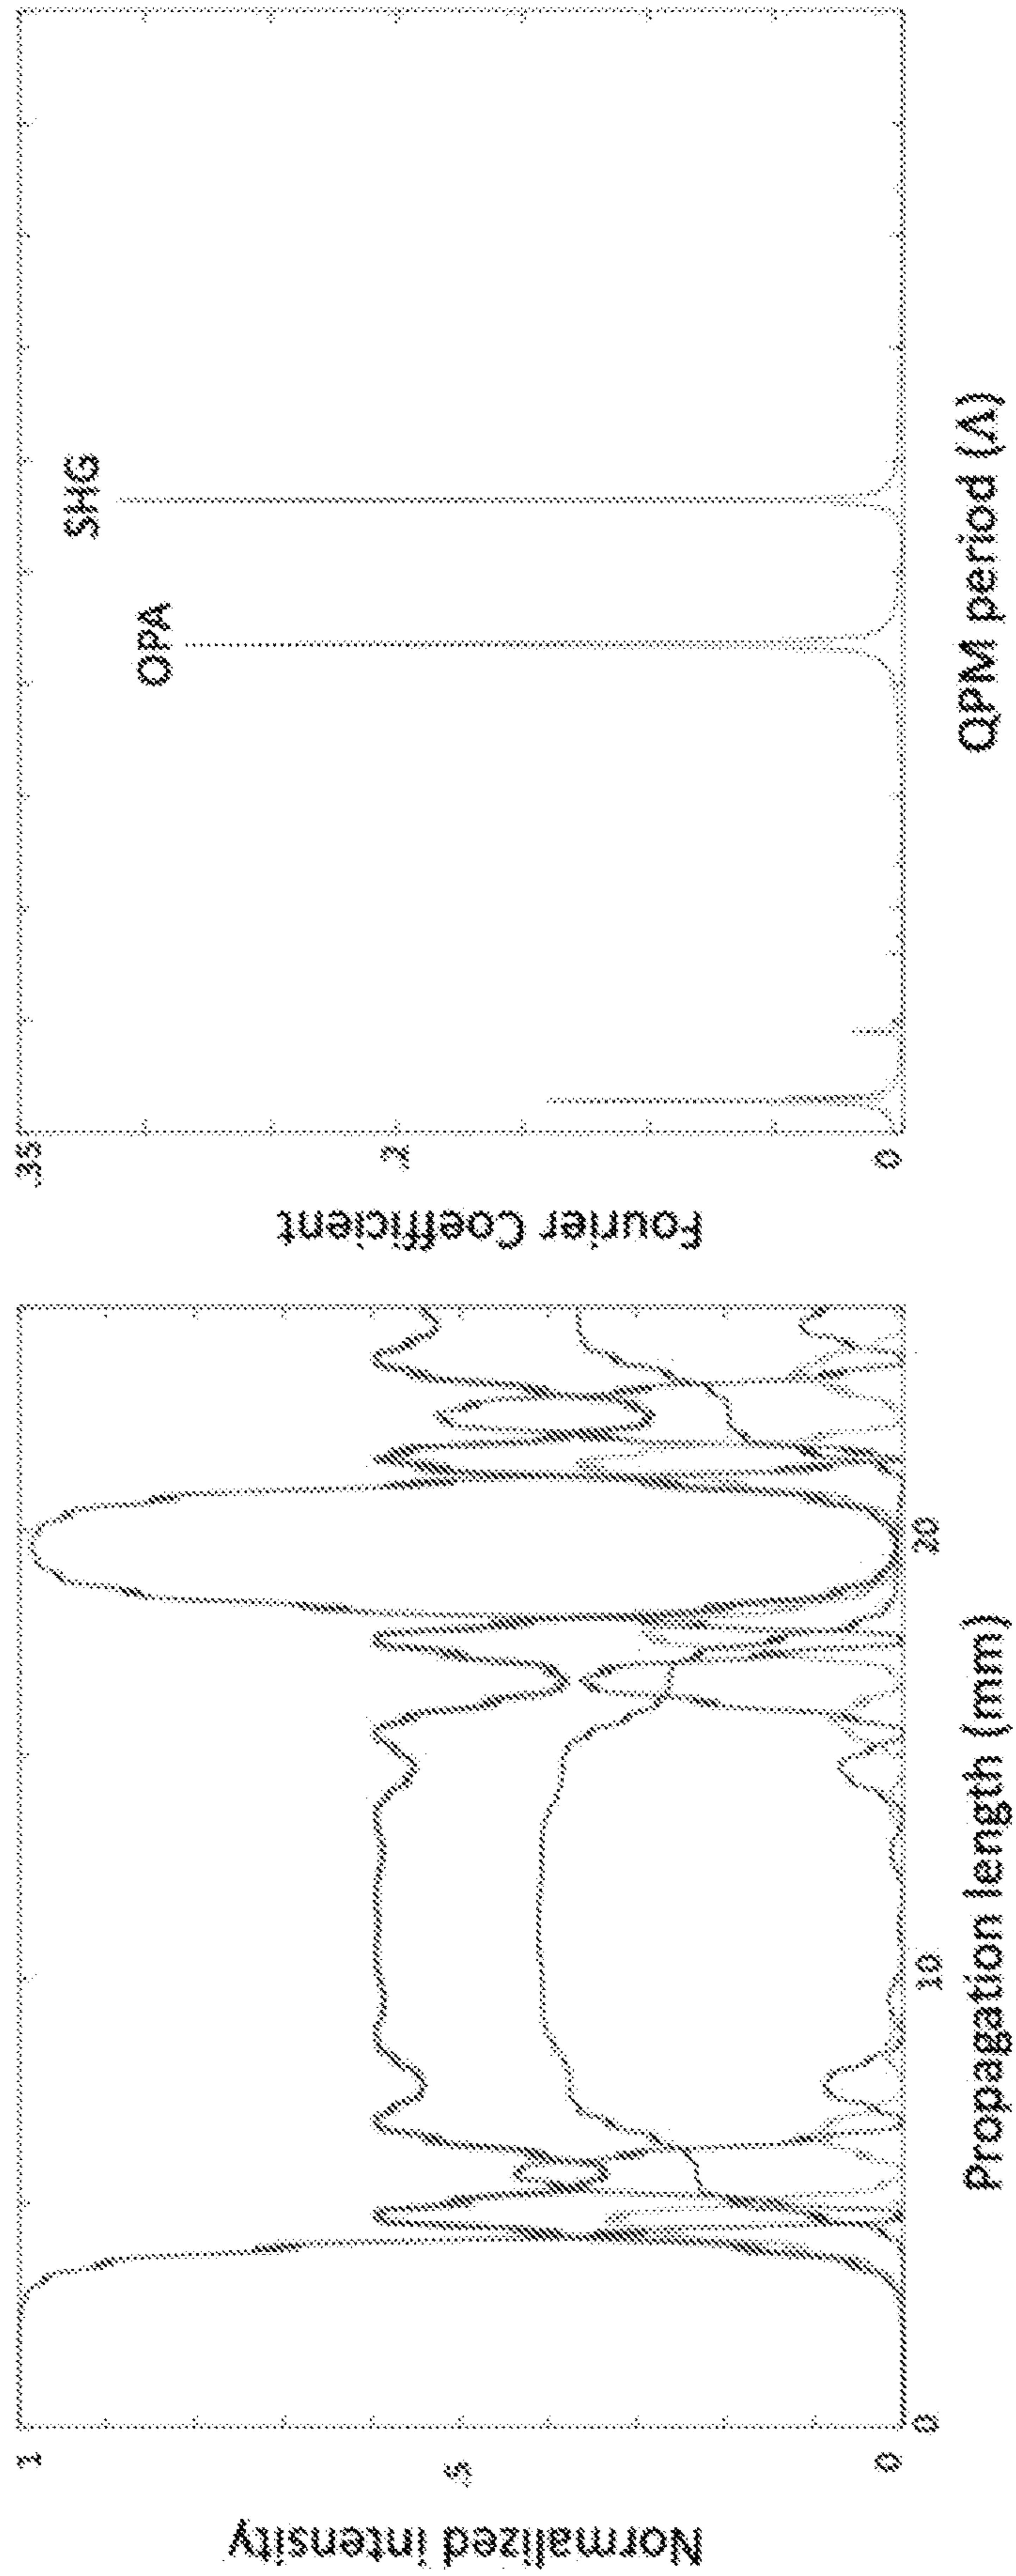 Normalized intensity
1
.5
0
0
10
20
Propagation length (mm)
Fourier Coefficient
.35
.2
0
OPA
SHG
QPM period (Λ)